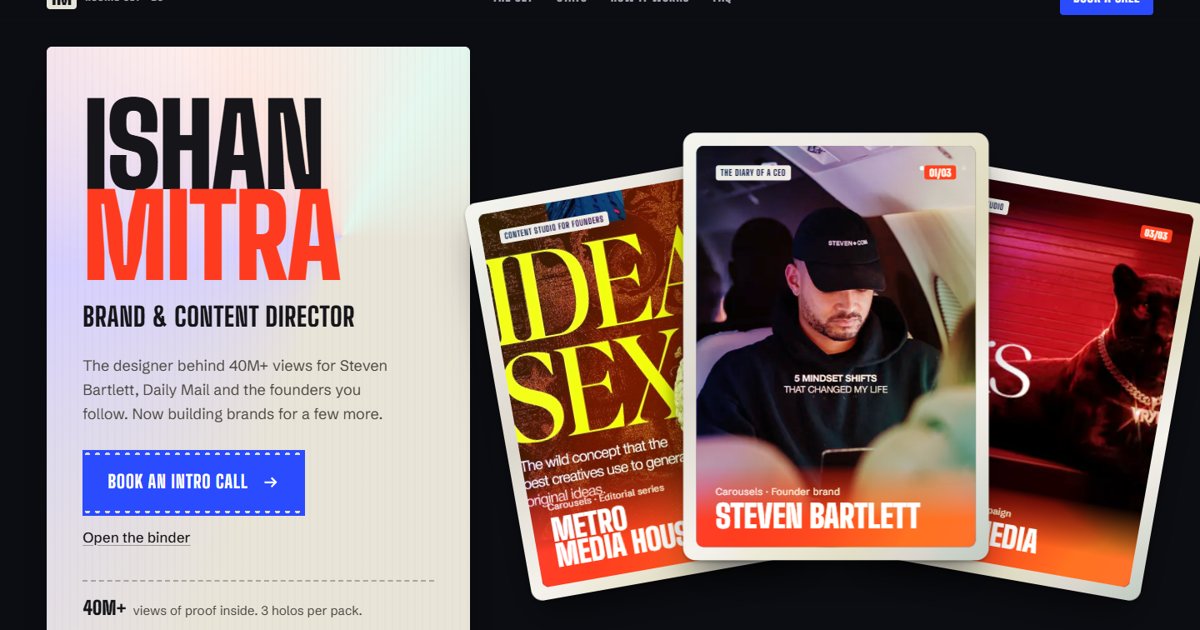 ISHAN
MITRA
BRAND & CONTENT DIRECTOR
The designer behind 40M+ views for Steven
Bartlett, Daily Mail and the founders you
follow. Now building brands for a few more.
BOOK AN INTRO CALL →
Open the binder
40M+ views of proof inside. 3 holos per pack.
CONTENT STUDIO FOR FOUNDERS
IDEA
SEX
The wild concept that the
best creatives use to genera
original ideas.
Carousels · Editorial series
METRO
MEDIA HOUS
THE DIARY OF A CEO
01/03
STEVEN.COM
5 MINDSET SHIFTS
THAT CHANGED MY LIFE
Carousels · Founder brand
STEVEN BARTLETT
UDIO
03/03
S
VRY
paign
EDIA